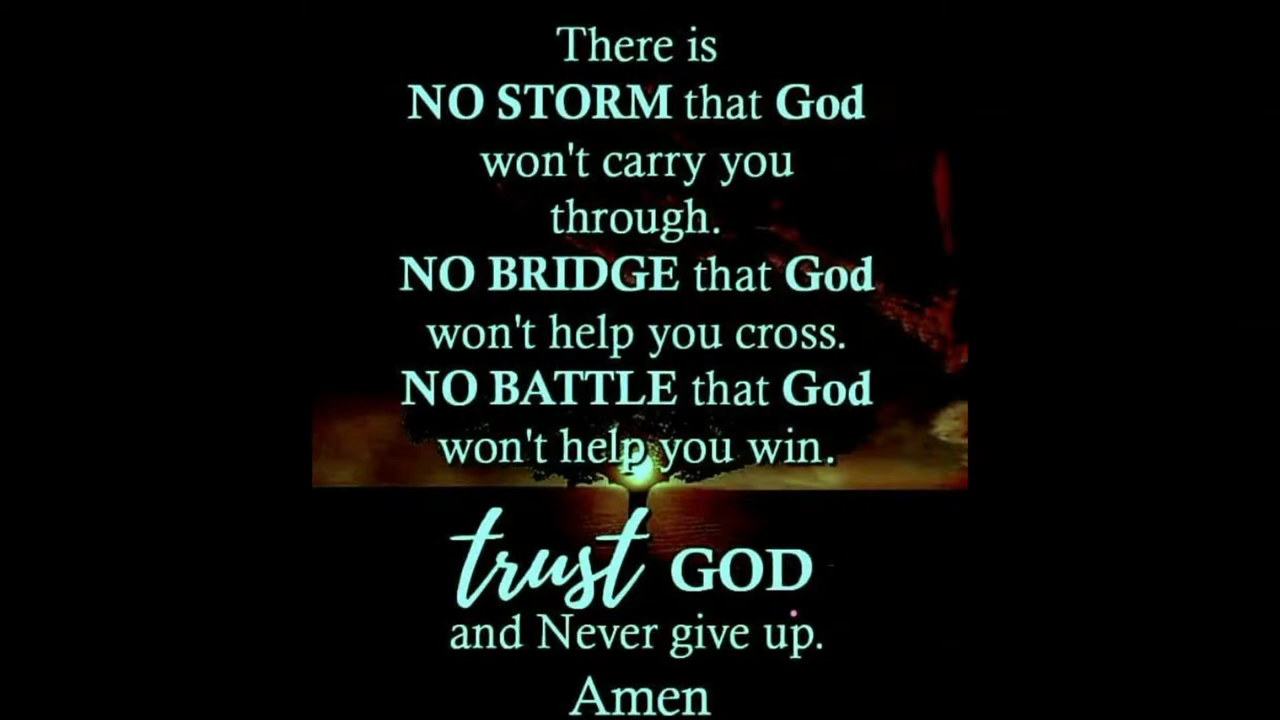 There is
NO STORM that God
won't carry you
through.
NO BRIDGE that God
won't help you cross.
NO BATTLE that God
won't help you win.
trust GOD
and Never give up.
Amen